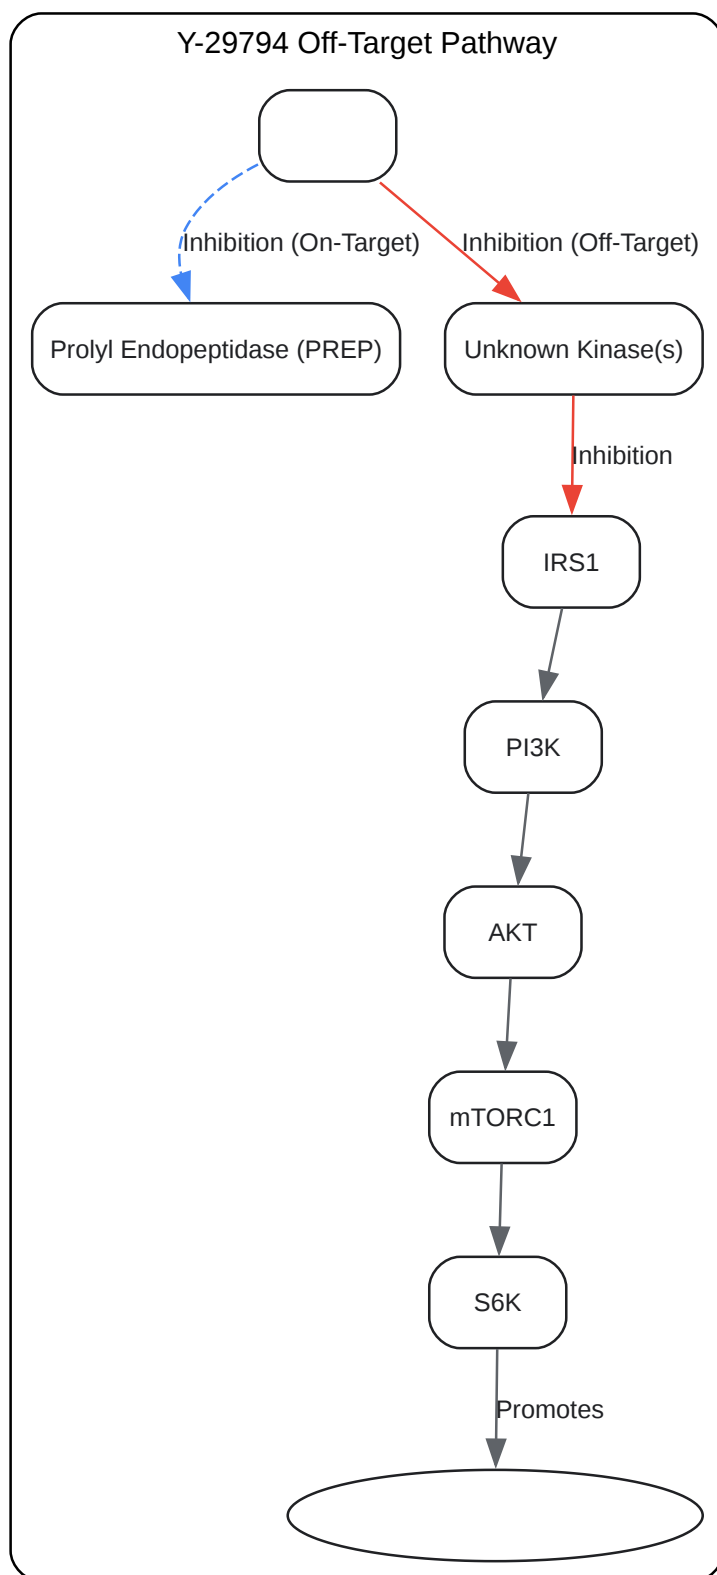 Y-29794 Off-Target Pathway
Inhibition (On-Target)
Inhibition (Off-Target)
Prolyl Endopeptidase (PREP)
Unknown Kinase(s)
Inhibition
IRS1
PI3K
AKT
mTORC1
S6K
Promotes